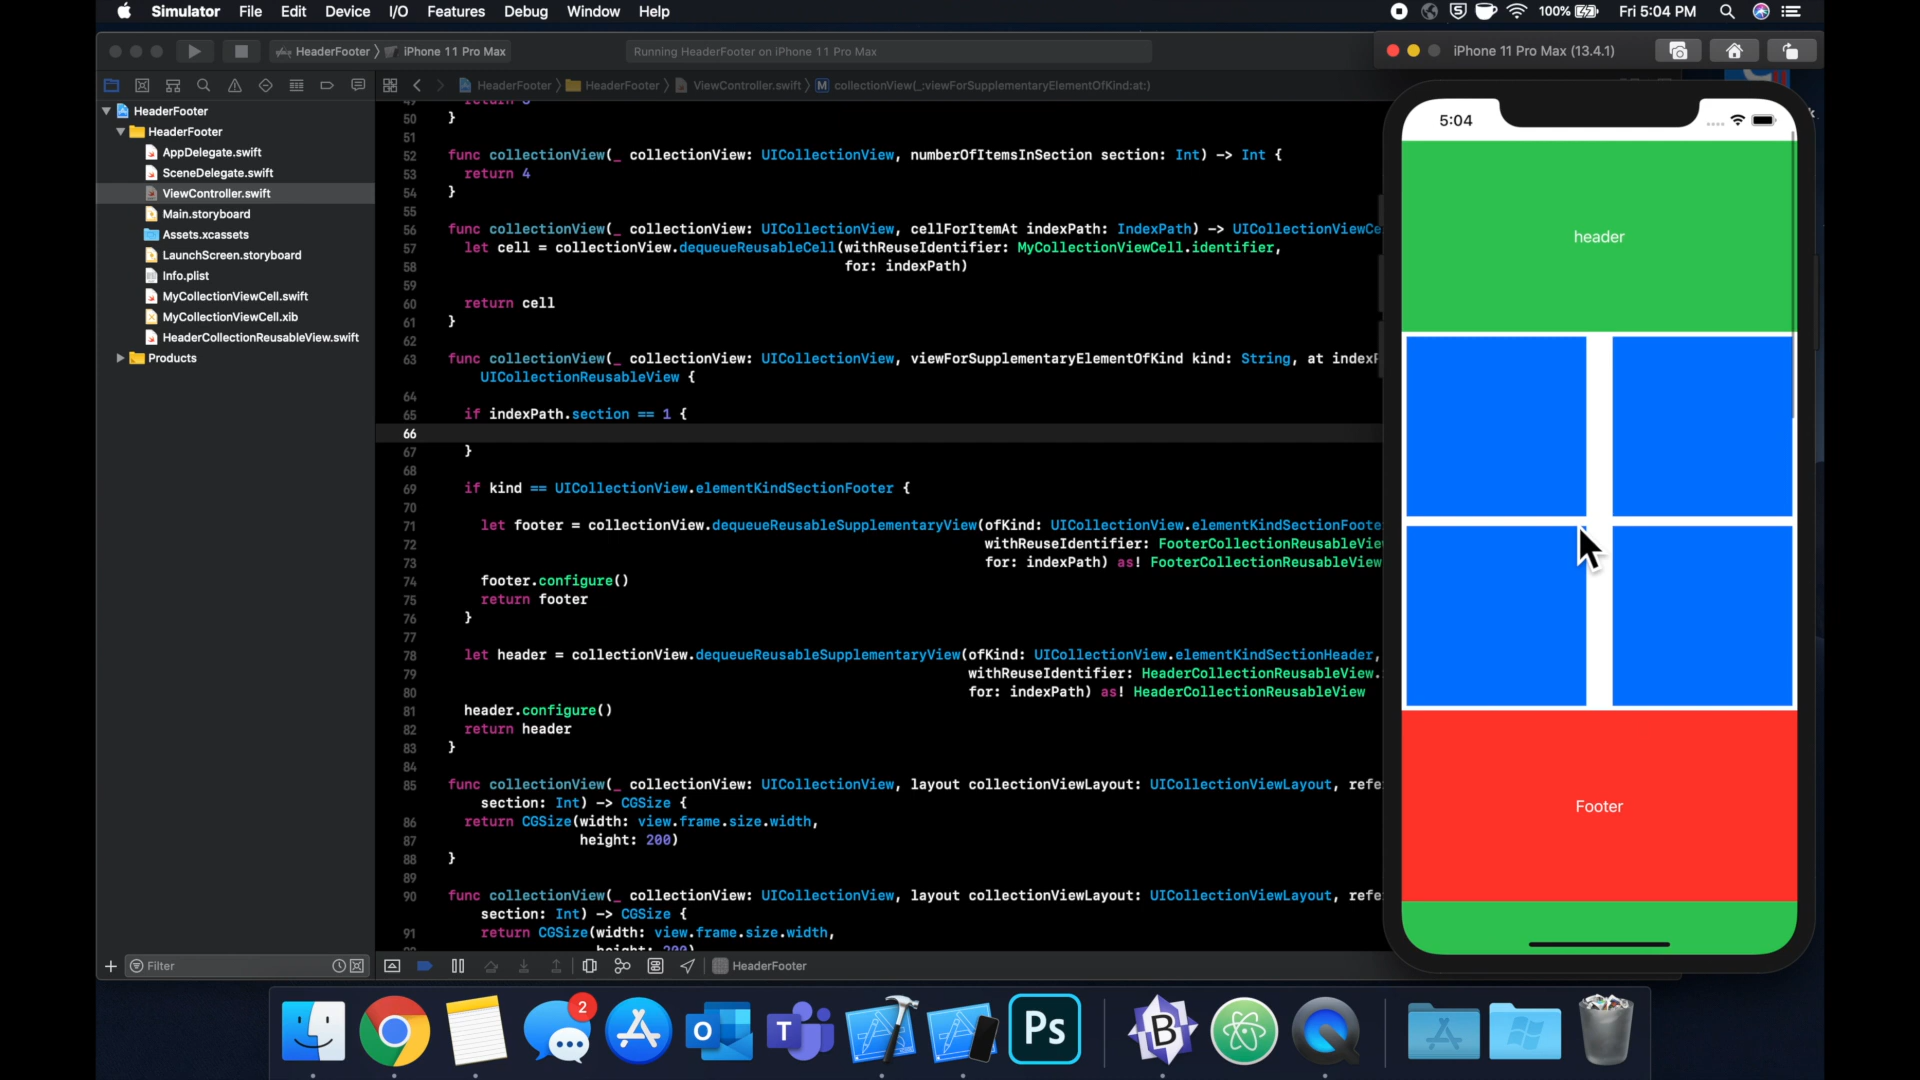 Simulator File Edit Device I/O Features Debug Window Help
100% Fri 5:04 PM
HeaderFooter iPhone 11 Pro Max
Running HeaderFooter on iPhone 11 Pro Max
iPhone 11 Pro Max (13.4.1)
HeaderFooter HeaderFooter ViewController.swift M collectionView(_:viewForSupplementaryElementOfKind:at:)
HeaderFooter
HeaderFooter
AppDelegate.swift
SceneDelegate.swift
ViewController.swift
Main.storyboard
Assets.xcassets
LaunchScreen.storyboard
Info.plist
MyCollectionViewCell.swift
MyCollectionViewCell.xib
HeaderCollectionReusableView.swift
Products
50 }
51
52 func collectionView(_ collectionView: UICollectionView, numberOfItemsInSection section: Int) -> Int {
53 return 4
54 }
55
56 func collectionView(_ collectionView: UICollectionView, cellForItemAt indexPath: IndexPath) -> UICollectionViewCe
57 let cell = collectionView.dequeueReusableCell(withReuseIdentifier: MyCollectionViewCell.identifier,
58 for: indexPath)
59
60 return cell
61 }
62
63 func collectionView(_ collectionView: UICollectionView, viewForSupplementaryElementOfKind kind: String, at indexP
UICollectionReusableView {
64
65 if indexPath.section == 1 {
66
67 }
68
69 if kind == UICollectionView.elementKindSectionFooter {
70
71 let footer = collectionView.dequeueReusableSupplementaryView(ofKind: UICollectionView.elementKindSectionFoote
72 withReuseIdentifier: FooterCollectionReusableVie
73 for: indexPath) as! FooterCollectionReusableView
74 footer.configure()
75 return footer
76 }
77
78 let header = collectionView.dequeueReusableSupplementaryView(ofKind: UICollectionView.elementKindSectionHeader,
79 withReuseIdentifier: HeaderCollectionReusableView.
80 for: indexPath) as! HeaderCollectionReusableView
81 header.configure()
82 return header
83 }
84
85 func collectionView(_ collectionView: UICollectionView, layout collectionViewLayout: UICollectionViewLayout, refe
section: Int) -> CGSize {
86 return CGSize(width: view.frame.size.width,
87 height: 200)
88 }
89
90 func collectionView(_ collectionView: UICollectionView, layout collectionViewLayout: UICollectionViewLayout, refe
section: Int) -> CGSize {
91 return CGSize(width: view.frame.size.width,
height: 200)
5:04
header
Footer
Filter
HeaderFooter
2
Ps